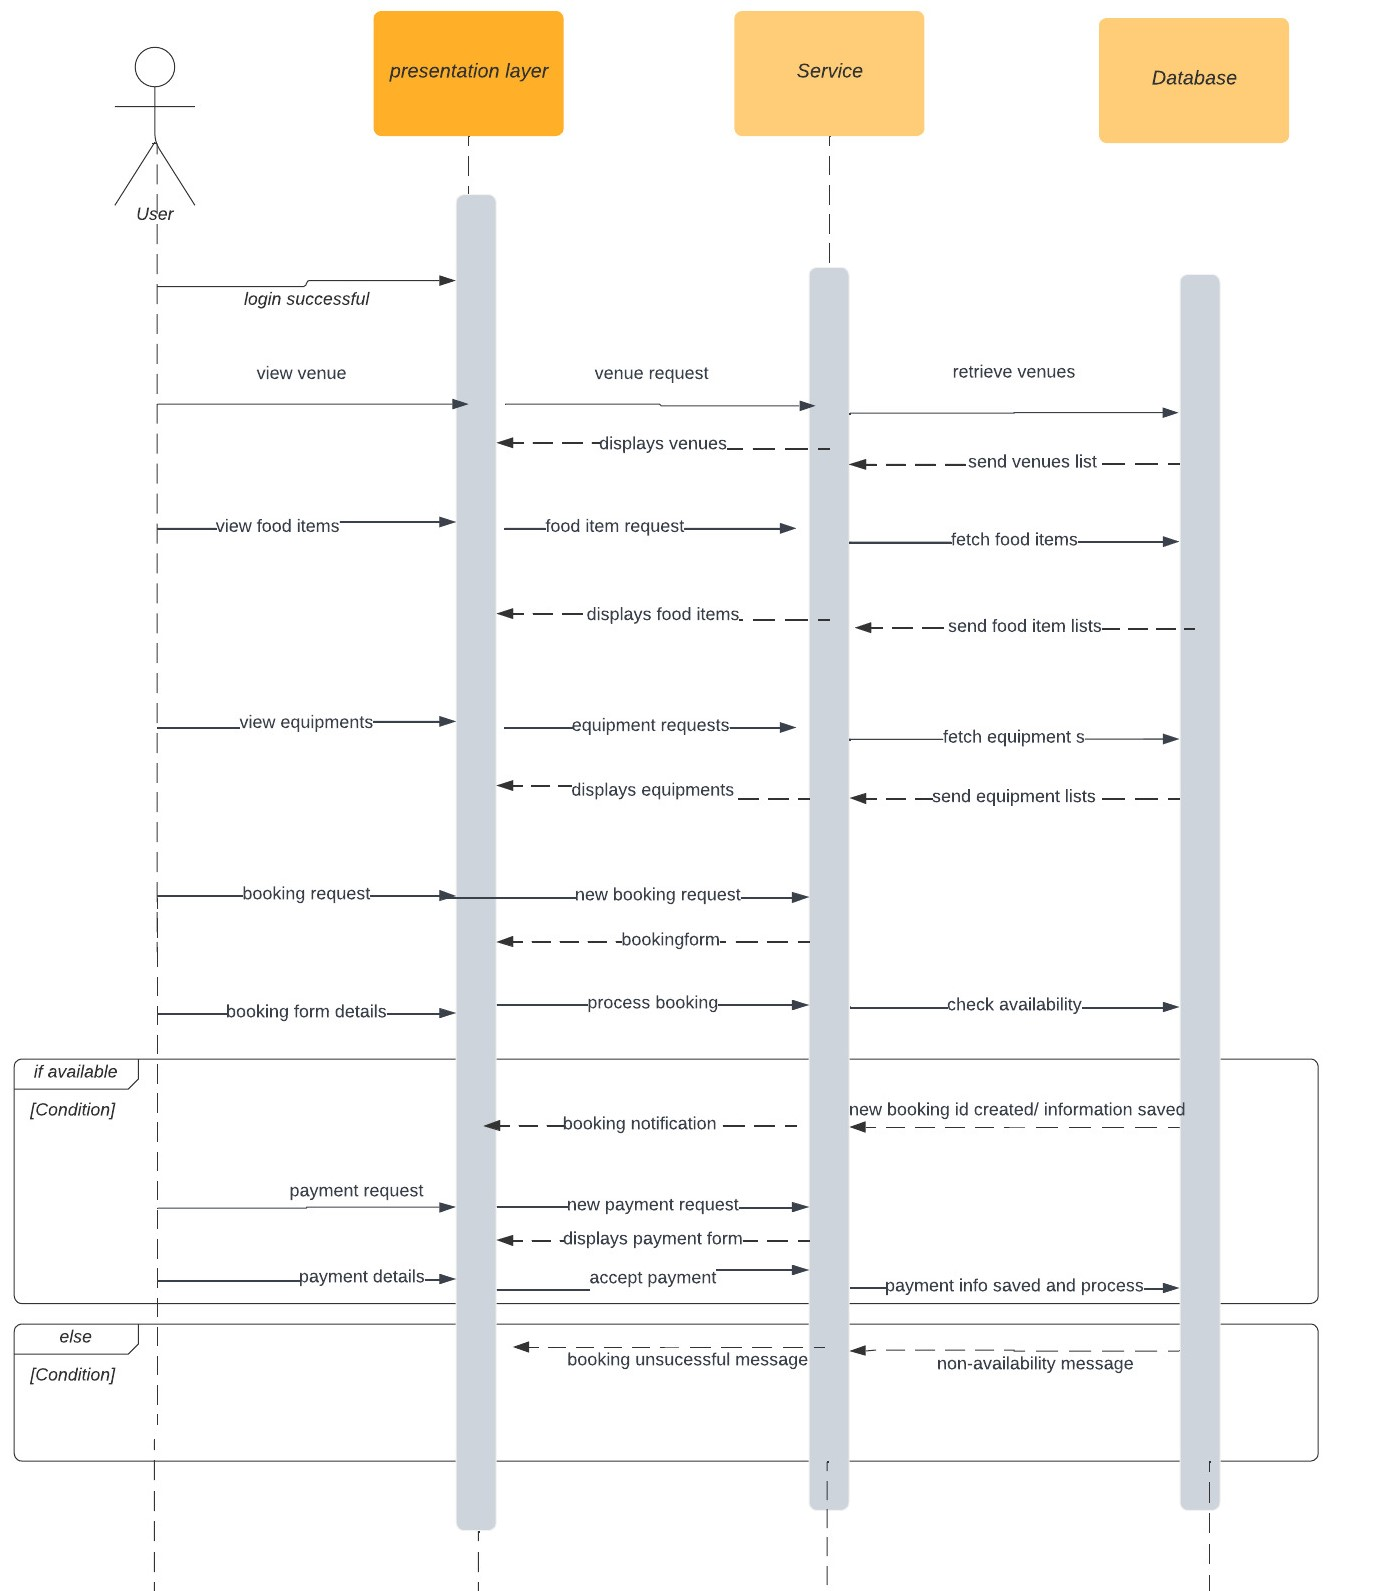 presentation layer
Service
Database
User
login successful
view venue
venue request
retrieve venues
displays venues
send venues list
view food items
food item request
fetch food items
displays food items
send food item lists
view equipments
equipment requests
fetch equipment s
displays equipments
send equipment lists
booking request
new booking request
bookingform
booking form details
process booking
check availability
if available
[Condition]
new booking id created/ information saved
booking notification
payment request
new payment request
displays payment form
payment details
accept payment
payment info saved and process
else
[Condition]
booking unsucessful message
non-availability message